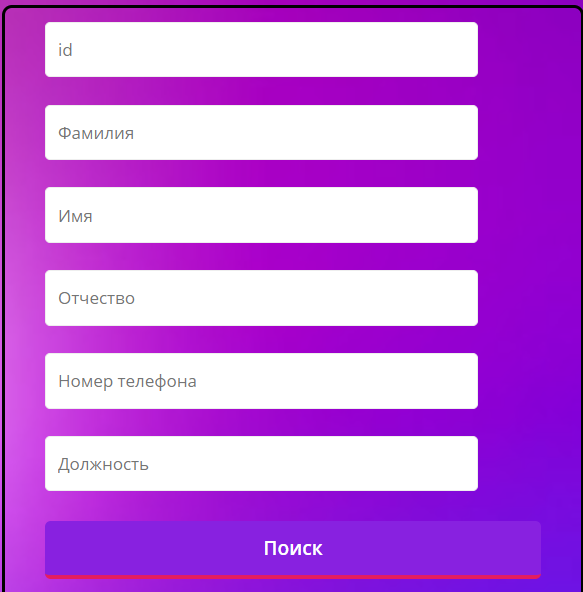 id
Фамилия
Имя
Отчество
Номер телефона
Должность
Поиск